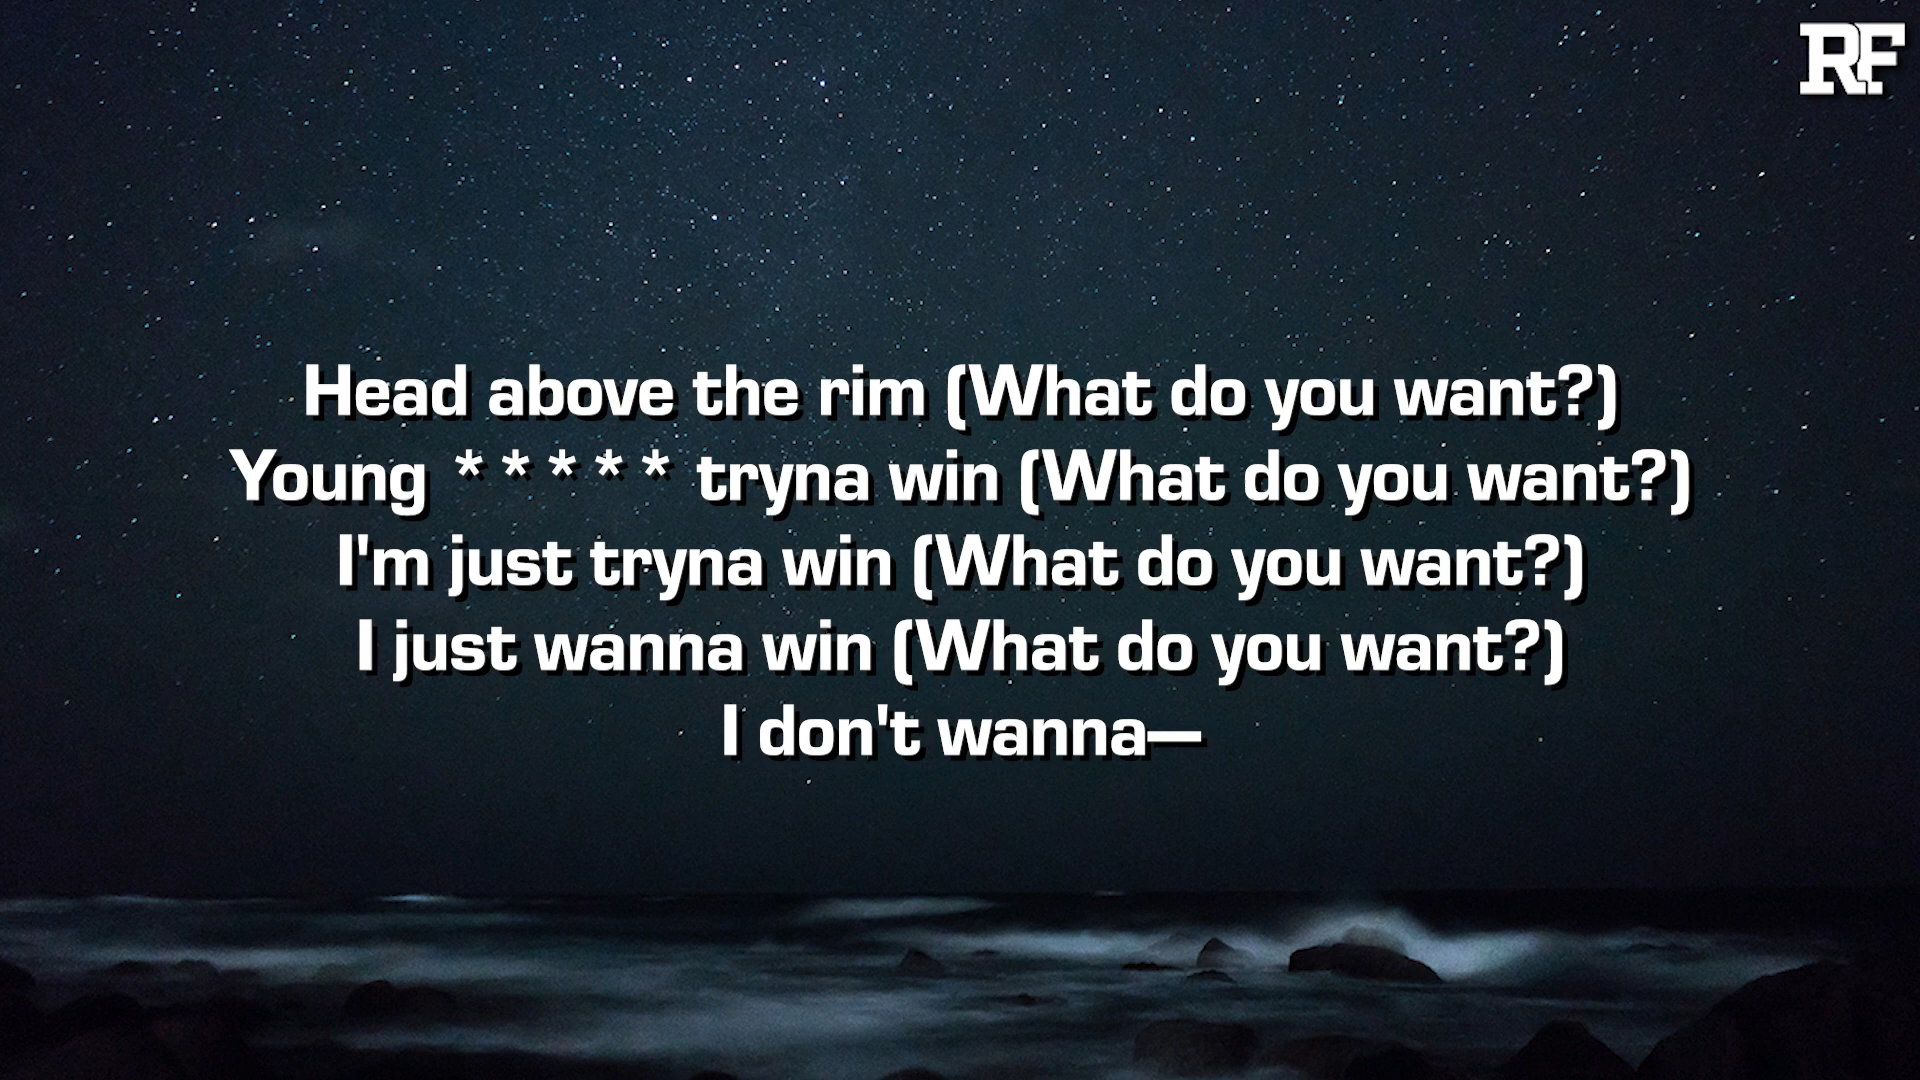 RF
Head above the rim (What do you want?)
Young ***** tryna win (What do you want?)
I'm just tryna win (What do you want?)
I just wanna win (What do you want?)
I don't wanna—